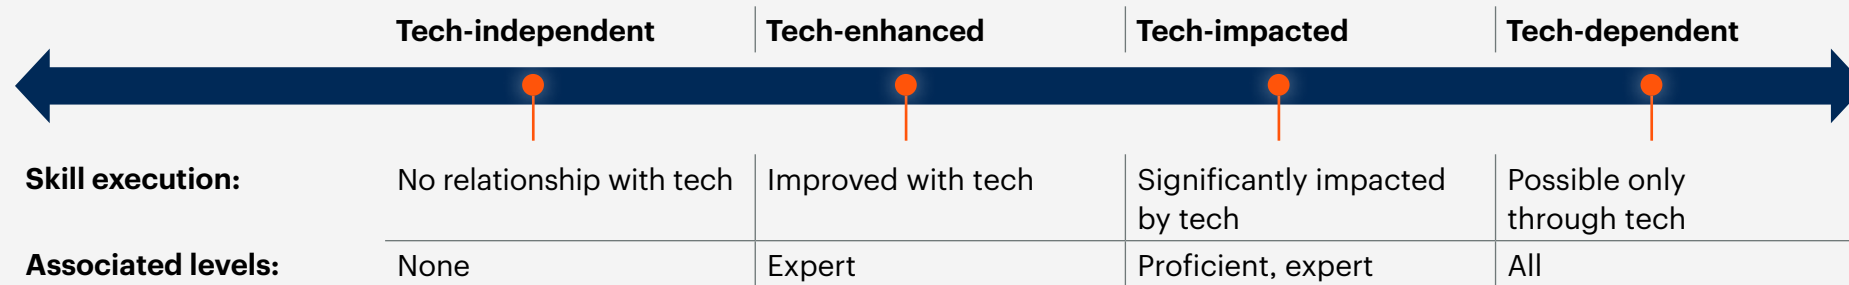 Tech-independent Tech-enhanced Tech-impacted Tech-dependent
Skill execution: No relationship with tech Improved with tech Significantly impacted by tech Possible only through tech
Associated levels: None Expert Proficient, expert All